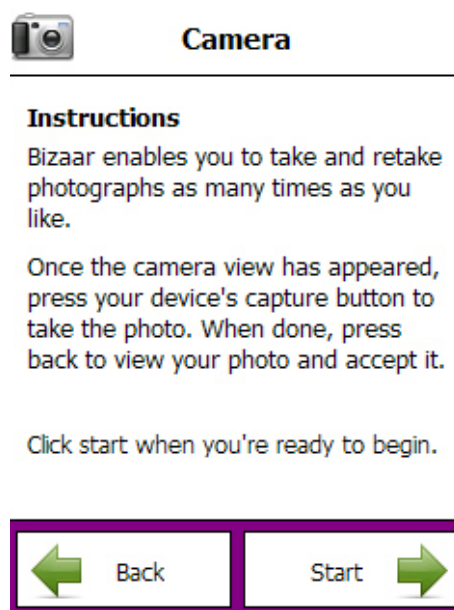 Camera
Instructions
Bizaar enables you to take and retake
photographs as many times as you
like.
Once the camera view has appeared,
press your device's capture button to
take the photo. When done, press
back to view your photo and accept it.
Click start when you're ready to begin.
Back
Start